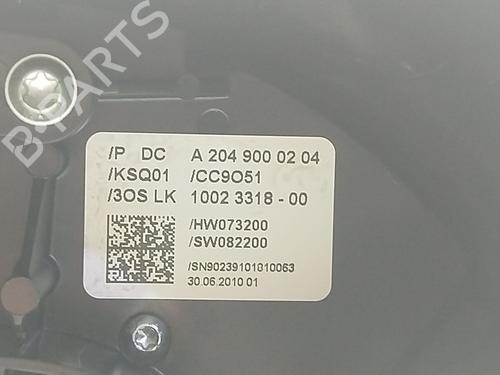 B-PARTS
/P DC A 204 900 02 04
/KSQ01 /CC9O51
/3OS LK 1002 3318 - 00
/HW073200
/SW082200
/SN90239101810063
30.06.2010 01